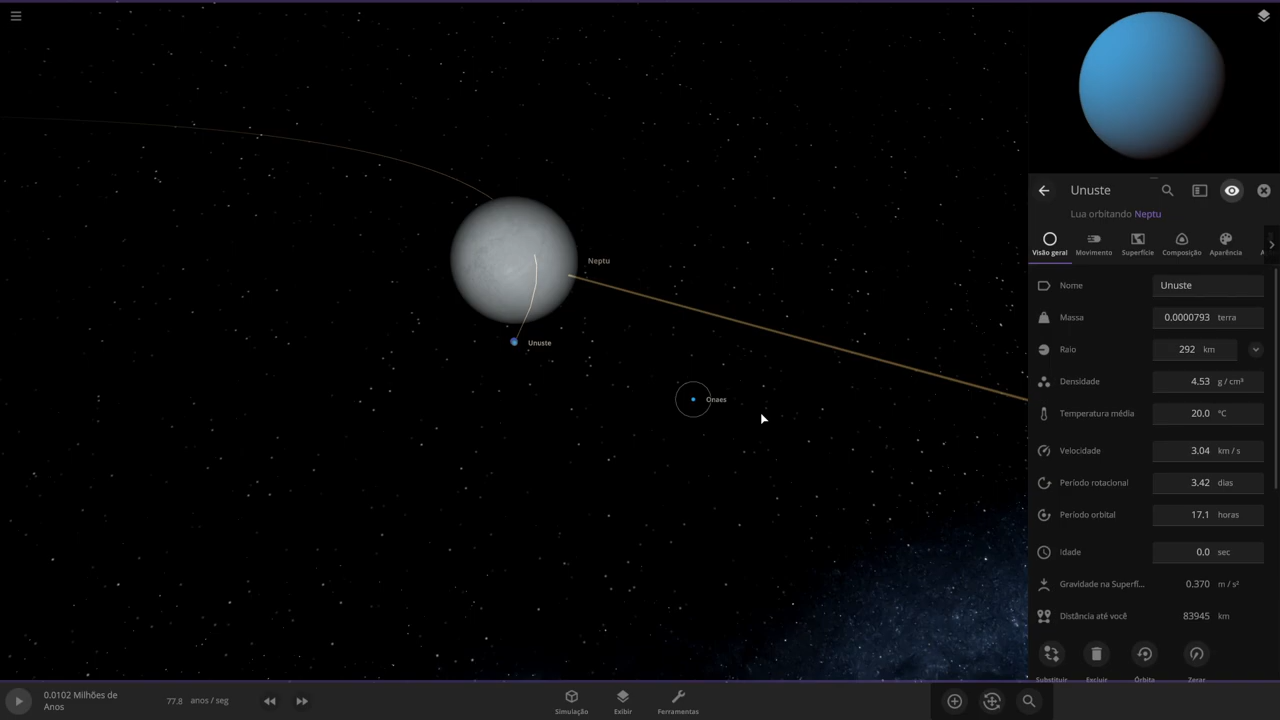 Neptu
Unuste
Onaes
Unuste
Lua orbitando Neptu
Visão geral
Movimento
Superfície
Composição
Aparência
Nome Unuste
Massa 0.0000793 terra
Raio 292 km
Densidade 4.53 g / cm³
Temperatura média 20.0 °C
Velocidade 3.04 km / s
Período rotacional 3.42 dias
Período orbital 17.1 horas
Idade 0.0 sec
Gravidade na Superfí... 0.370 m / s²
Distância até você 83945 km
Substituir
Excluir
Órbita
Zerar
0.0102 Milhões de
Anos
77.8 anos / seg
Simulação
Exibir
Ferramentas